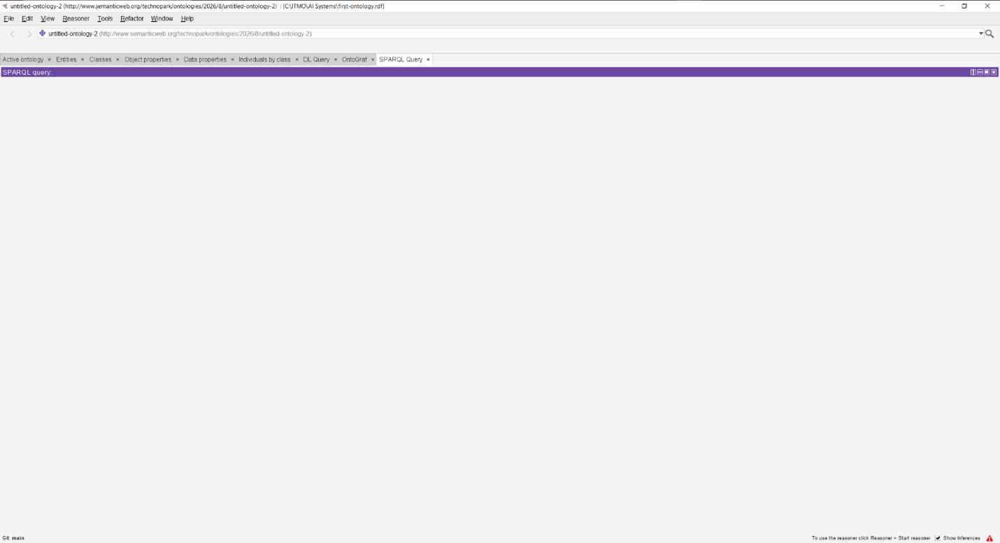 untitled-ontology-2 (http://www.semanticweb.org/technopark/ontologies/2026/8/untitled-ontology-2) : [C:\ITMO\AI Systems\first-ontology.rdf]
File Edit View Reasoner Tools Refactor Window Help
untitled-ontology-2 (http://www.semanticweb.org/technopark/ontologies/2026/8/untitled-ontology-2)
Active ontology × Entities × Classes × Object properties × Data properties × Individuals by class × DL Query × OntoGraf × SPARQL Query ×
SPARQL query:
Git: main To use the reasoner click Reasoner > Start reasoner Show Inferences